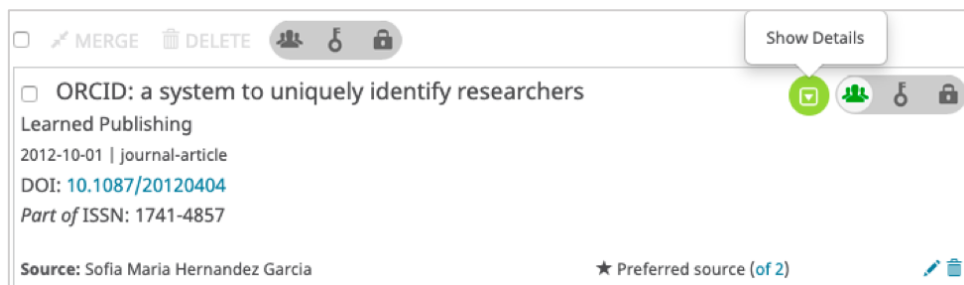 MERGE DELETE
Show Details
ORCID: a system to uniquely identify researchers
Learned Publishing
2012-10-01 | journal-article
DOI: 10.1087/20120404
Part of ISSN: 1741-4857
Source: Sofia Maria Hernandez Garcia ★ Preferred source (of 2)